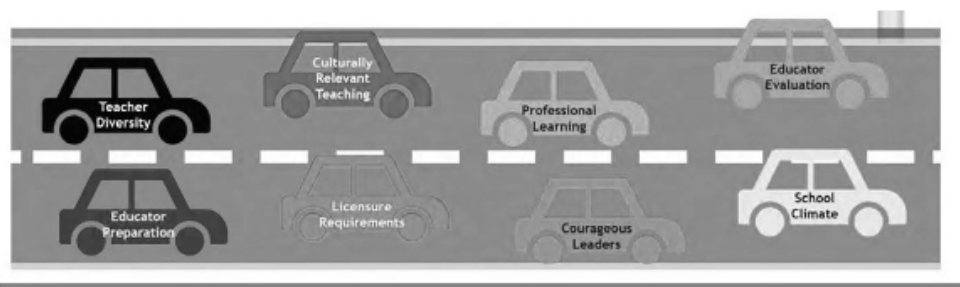 Teacher
Diversity
Culturally
Relevant
Teaching
Professional
Learning
Educator
Evaluation
Educator
Preparation
Licensure
Requirements
Courageous
Leaders
School
Climate